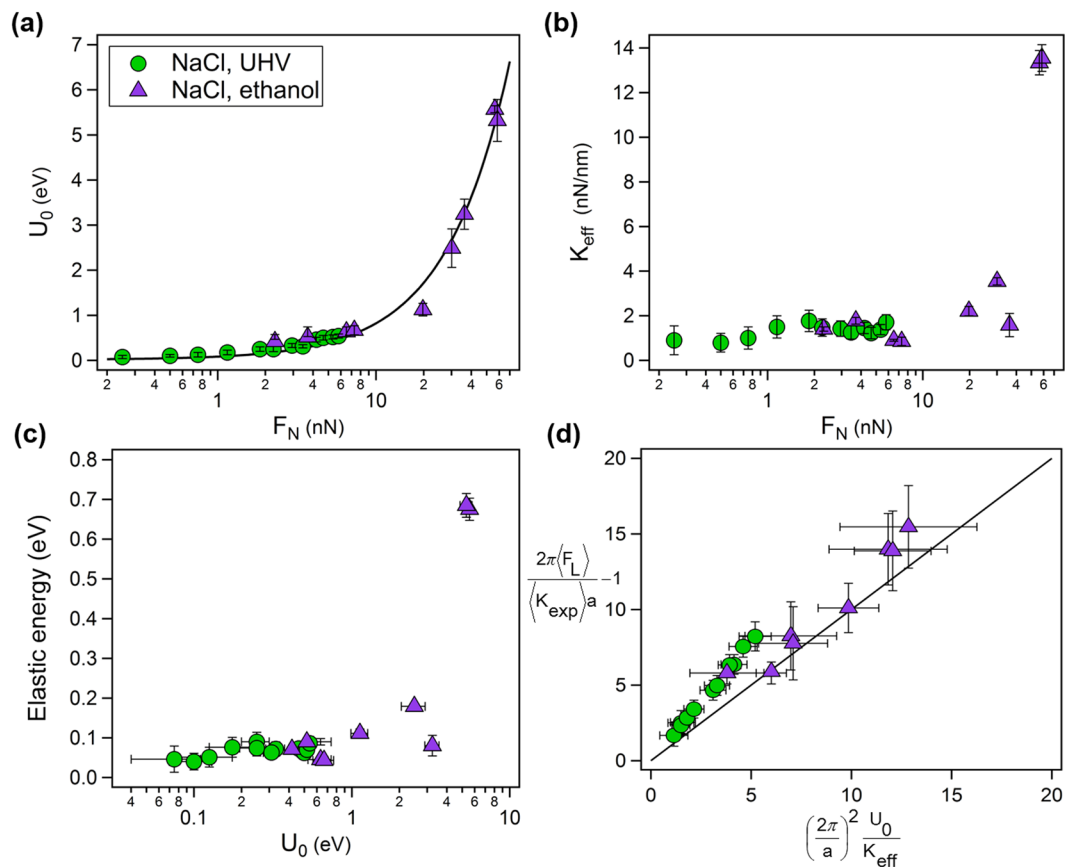 (a)
7
6
5
4
3
2
1
0
U0 (eV)
NaCl, UHV
NaCl, ethanol
2 4 6 8 1 2 4 6 8 10 2 4 6
FN (nN)
(b)
14
12
10
8
6
4
2
0
Keff (nN/nm)
2 4 6 8 1 2 4 6 8 10 2 4 6
FN (nN)
(c)
0.8
0.7
0.6
0.5
0.4
0.3
0.2
0.1
0.0
Elastic energy (eV)
4 6 8 0.1 2 4 6 8 1 2 4 6 8 10
U0 (eV)
(d)
20
15
10
5
0
2π⟨FL⟩
⟨Kexp⟩a
−1
0 5 10 15 20
(2π/a)² U0/Keff